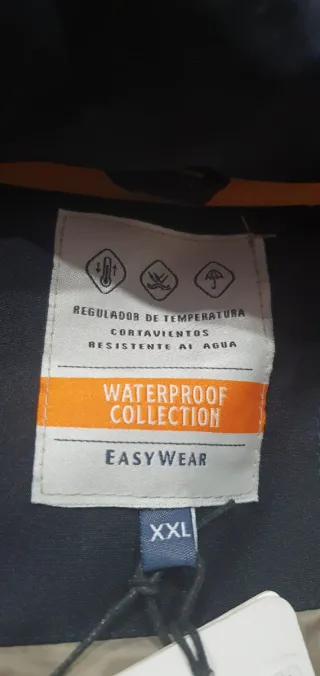 REGULADOR DE TEMPERATURA
CORTAVIENTOS
RESISTENTE AL AGUA
WATERPROOF
COLLECTION
EASYWEAR
XXL